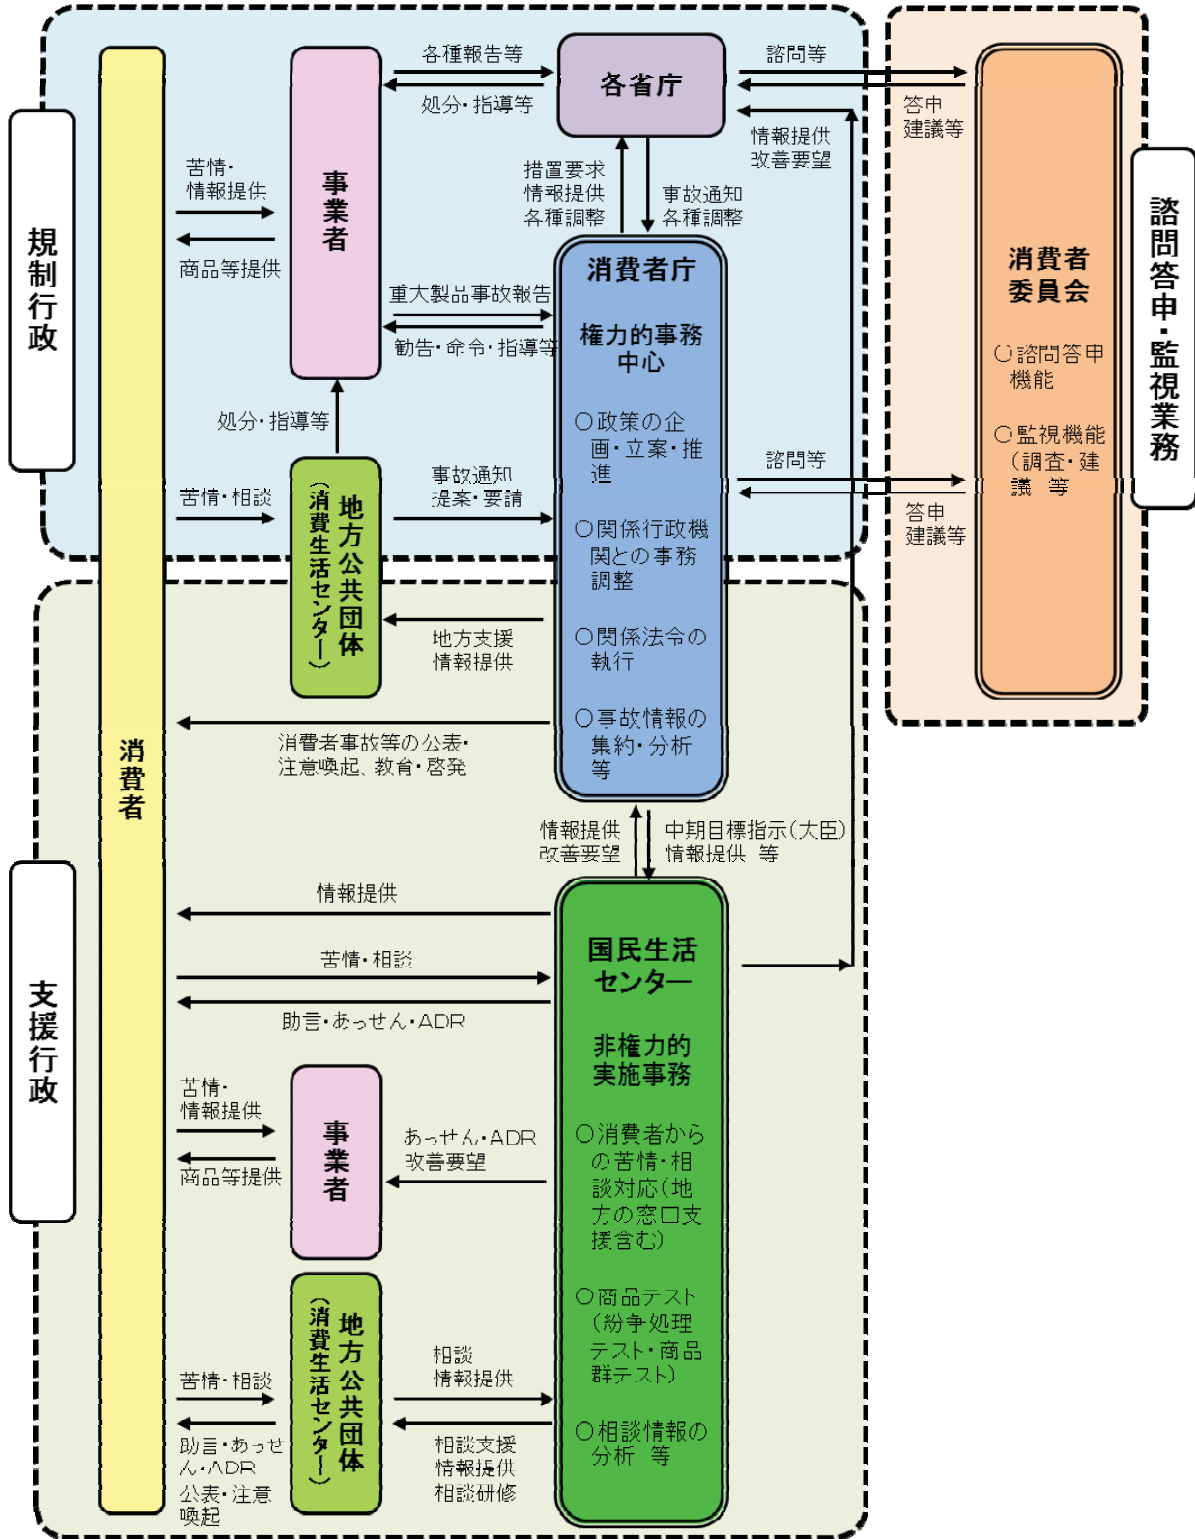 各種報告等
処分・指導等
各省庁
諮問等
答申
建議等
情報提供
改善要望
規制行政
苦情・
情報提供
商品等提供
事業者
措置要求
情報提供
各種調整
事故通知
各種調整
重大製品事故報告
勧告・命令・指導等
処分・指導等
苦情・相談
地方公共団体
（消費生活センター）
事故通知
提案・要請
地方支援
情報提供
消費者事故等の公表・
注意喚起、教育・啓発
消費者庁
権力的事務
中心
○政策の企
画・立案・推
進
○関係行政機
関との事務
調整
○関係法令の
執行
○事故情報の
集約・分析
等
諮問等
答申
建議等
消費者
委員会
○諮問答申
機能
○監視機能
（調査・建
議 等
諮問答申・監視業務
消費者
支援行政
情報提供
改善要望
中期目標指示（大臣）
情報提供 等
情報提供
苦情・相談
助言・あっせん・ADR
国民生活
センター
非権力的
実施事務
○消費者から
の苦情・相
談対応（地
方の窓口支
援含む）
○商品テスト
（紛争処理
テスト・商品
群テスト）
○相談情報の
分析 等
苦情・
情報提供
商品等提供
事業者
あっせん・ADR
改善要望
苦情・相談
助言・あっせ
ん・ADR
公表・注意
喚起
地方公共団体
（消費生活センター）
相談
情報提供
相談支援
情報提供
相談研修